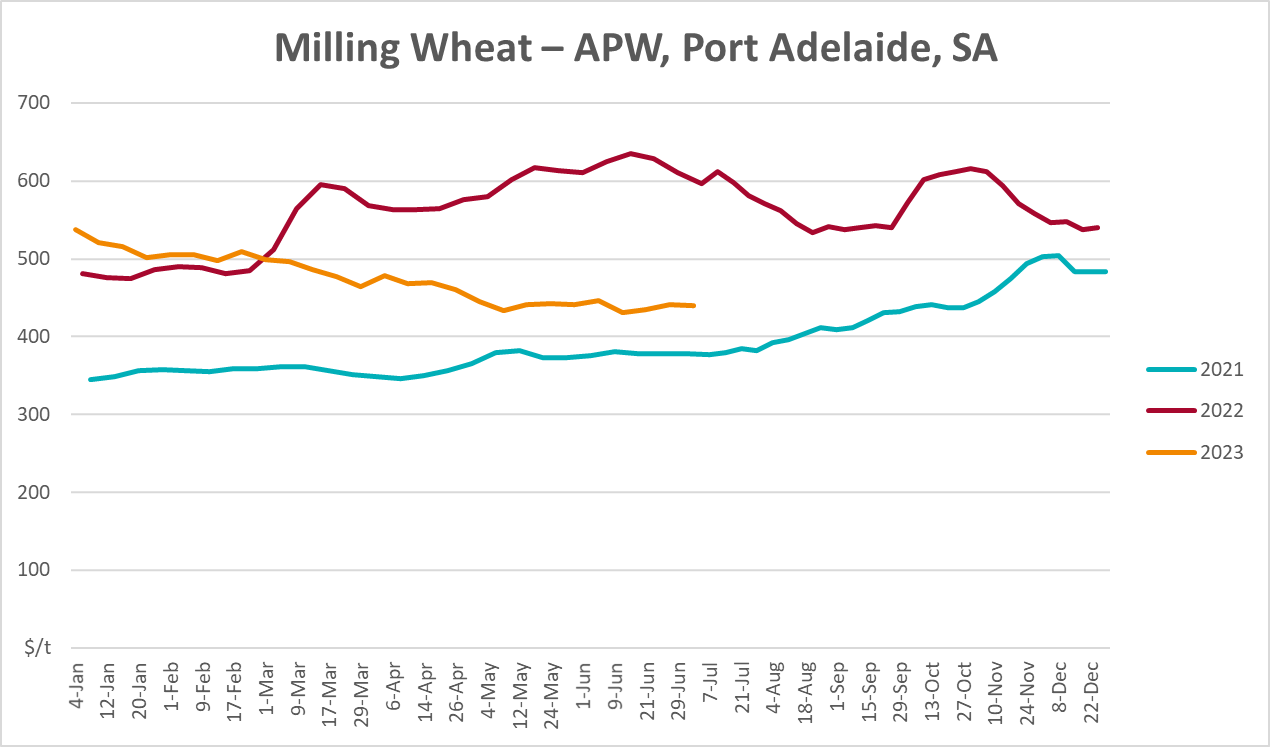 Milling Wheat – APW, Port Adelaide, SA
700
600
500
400
300
200
100
$/t
4-Jan
12-Jan
20-Jan
1-Feb
9-Feb
17-Feb
1-Mar
9-Mar
17-Mar
29-Mar
6-Apr
14-Apr
26-Apr
4-May
12-May
24-May
1-Jun
9-Jun
21-Jun
29-Jun
7-Jul
21-Jul
4-Aug
18-Aug
1-Sep
15-Sep
29-Sep
13-Oct
27-Oct
10-Nov
24-Nov
8-Dec
22-Dec
2021
2022
2023